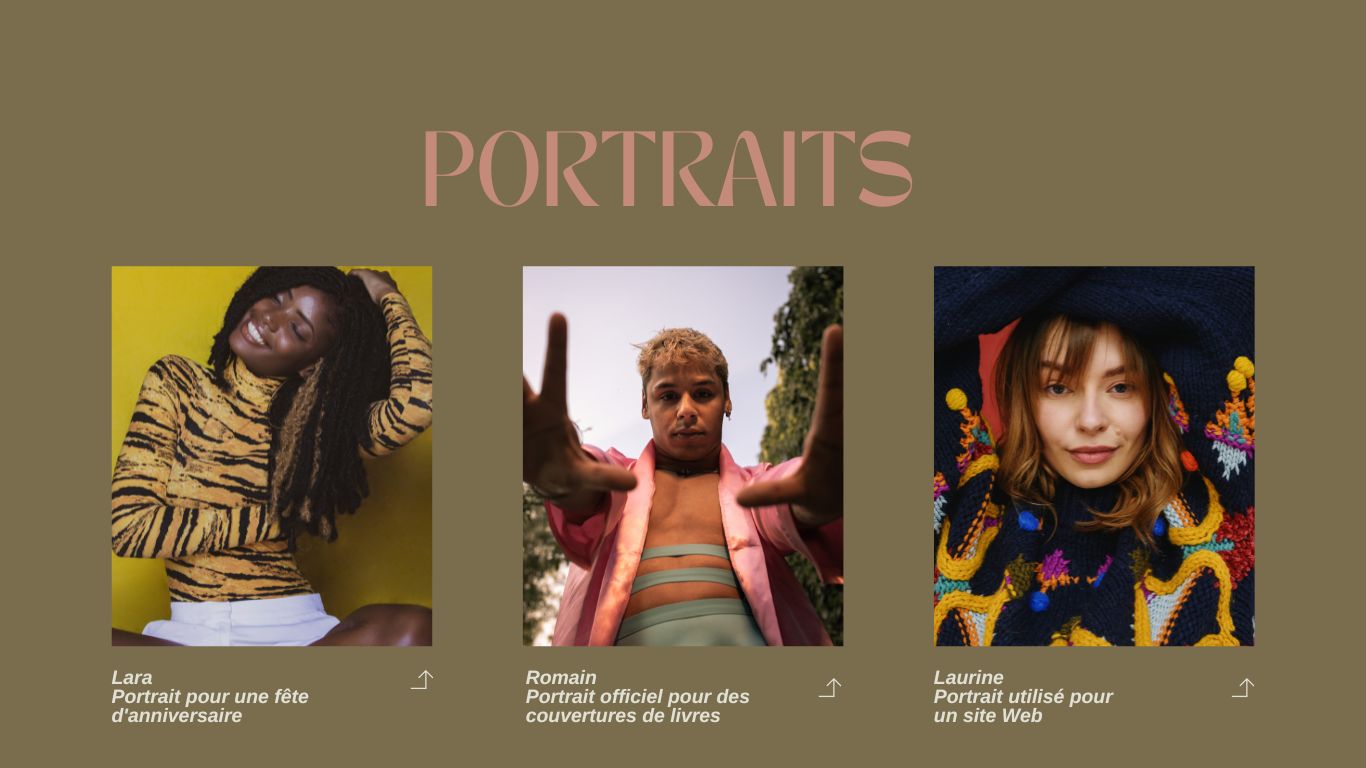 PORTRAITS
Lara
Portrait pour une fête
d'anniversaire
Romain
Portrait officiel pour des
couvertures de livres
Laurine
Portrait utilisé pour
un site Web